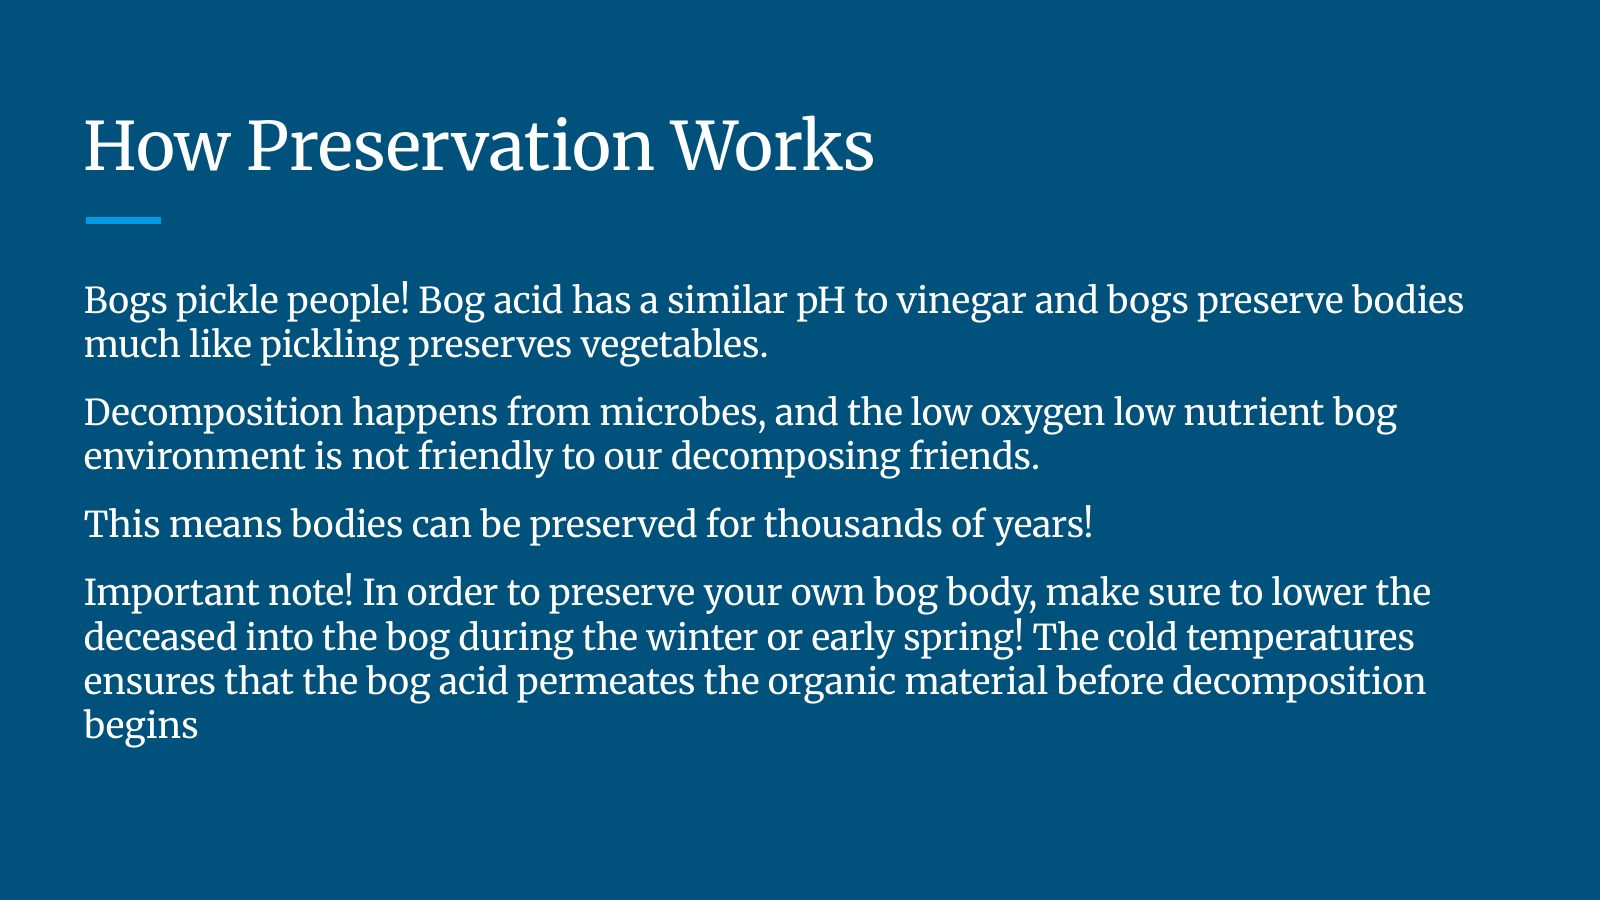 How Preservation Works
Bogs pickle people! Bog acid has a similar pH to vinegar and bogs preserve bodies
much like pickling preserves vegetables.
Decomposition happens from microbes, and the low oxygen low nutrient bog
environment is not friendly to our decomposing friends.
This means bodies can be preserved for thousands of years!
Important note! In order to preserve your own bog body, make sure to lower the
deceased into the bog during the winter or early spring! The cold temperatures
ensures that the bog acid permeates the organic material before decomposition
begins